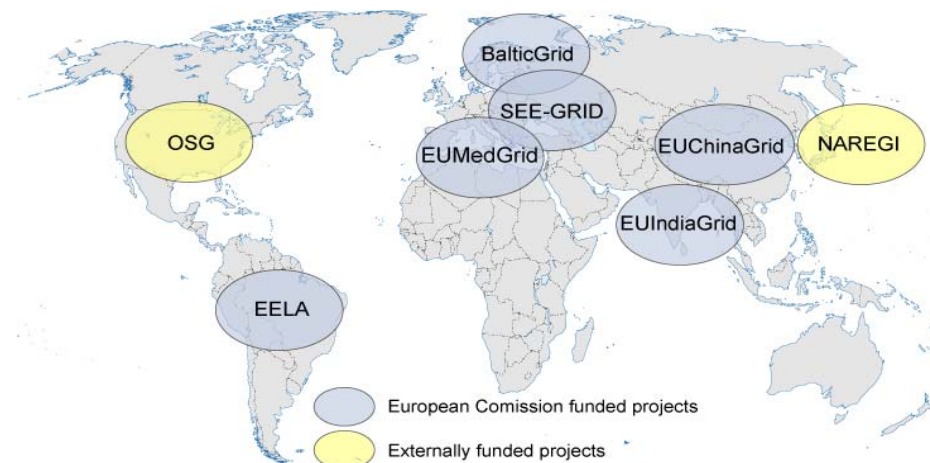 BalticGrid
SEE-GRID
OSG
EUMedGrid
EUChinaGrid
NAREGI
EUIndiaGrid
EELA
European Comission funded projects
Externally funded projects